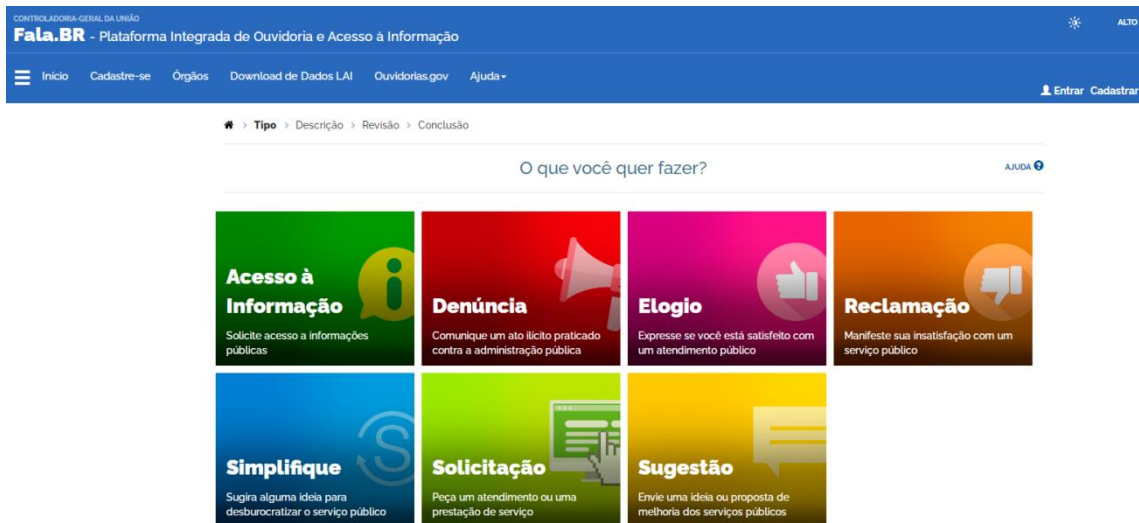 CONTROLADORIA-GERAL DA UNIÃO
Fala.BR - Plataforma Integrada de Ouvidoria e Acesso à Informação
ALTO
Início Cadastre-se Órgãos Download de Dados LAI Ouvidorias.gov Ajuda
Entrar Cadastrar
> Tipo > Descrição > Revisão > Conclusão
O que você quer fazer?
AJUDA
Acesso à
Informação
Solicite acesso a informações
públicas
Denúncia
Comunique um ato ilícito praticado
contra a administração pública
Elogio
Expresse se você está satisfeito com
um atendimento público
Reclamação
Manifeste sua insatisfação com um
serviço público
Simplifique
Sugira alguma ideia para
desburocratizar o serviço público
Solicitação
Peça um atendimento ou uma
prestação de serviço
Sugestão
Envie uma ideia ou proposta de
melhoria dos serviços públicos